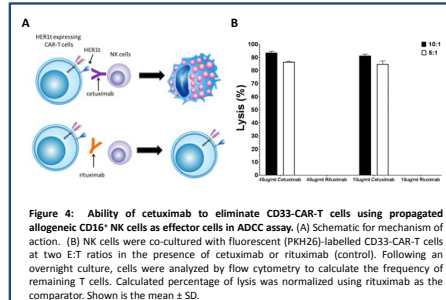 A
HER1t expressing
CAR-T cells
HER1t
NK cells
cetuximab
rituximab
B
Lysis (%)
100
90
80
70
60
50
40
30
20
10
0
10:1
5:1
40ug/ml Cetuximab 40ug/ml Rituximab 10ug/ml Cetuximab 10ug/ml Rituximab
Figure 4: Ability of cetuximab to eliminate CD33-CAR-T cells using propagated
allogeneic CD16⁺ NK cells as effector cells in ADCC assay. (A) Schematic for mechanism of
action. (B) NK cells were co-cultured with fluorescent (PKH26)-labelled CD33-CAR-T cells
at two E:T ratios in the presence of cetuximab or rituximab (control). Following an
overnight culture, cells were analyzed by flow cytometry to calculate the frequency of
remaining T cells. Calculated percentage of lysis was normalized using rituximab as the
comparator. Shown is the mean ± SD.